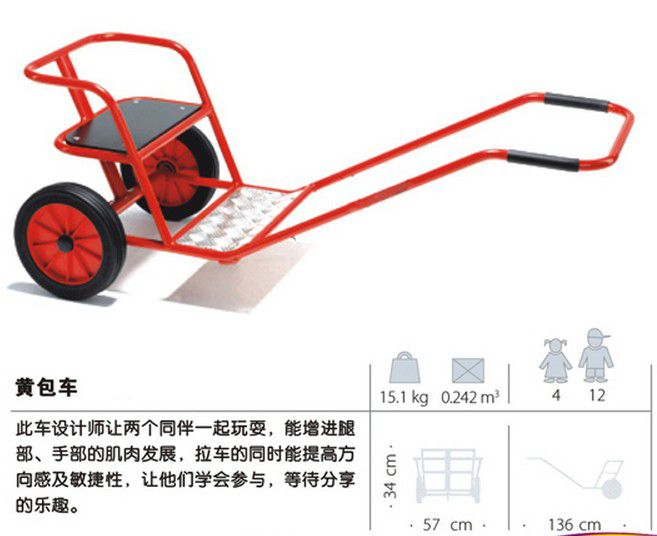 黄包车
此车设计师让两个同伴一起玩耍，能增进腿
部、手部的肌肉发展，拉车的同时能提高方
向感及敏捷性，让他们学会参与，等待分享
的乐趣。
15.1 kg 0.242 m³
4 12
· 34 cm ·
· 57 cm ·
· 136 cm ·